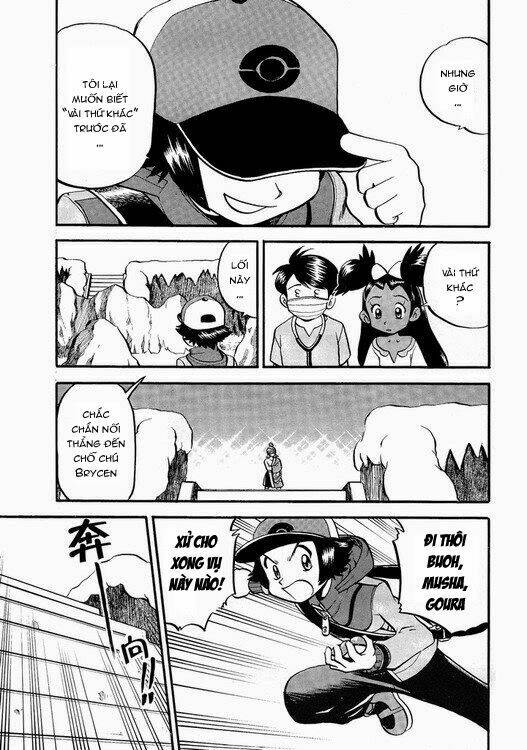 NHƯNG
GIỜ
...
TÔI LẠI
MUỐN BIẾT
"VÀI THỨ KHÁC"
TRƯỚC ĐÃ
...
VÀI THỨ
KHÁC
?
LỐI
NÀY
...
CHẮC
CHẮN NỐI
THẲNG ĐẾN
CHỖ CHÚ
BRYCEN
ĐI THÔI
BUOH,
MUSHA,
GOURA
XỬ CHO
XONG VỤ
NÀY NÀO!
奔
向!!